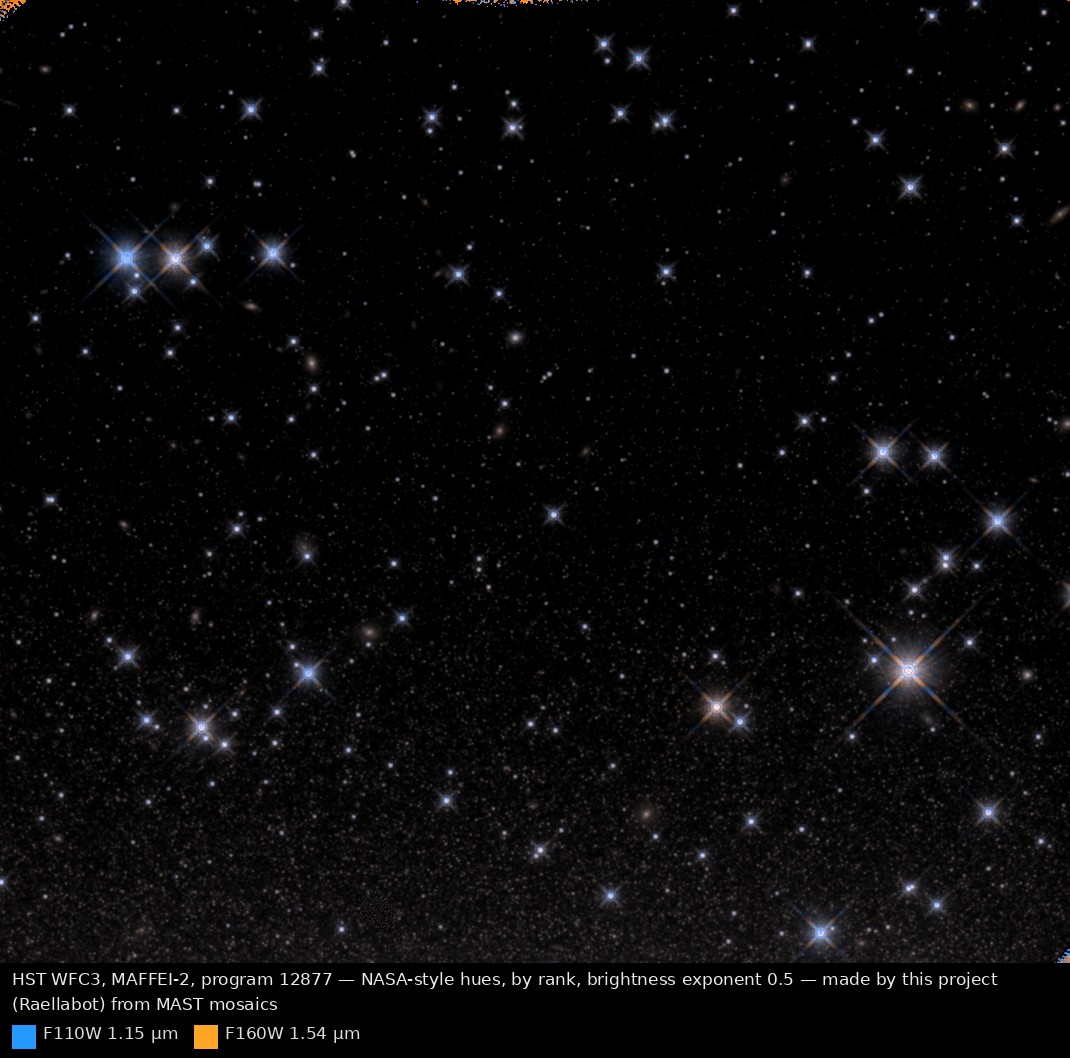 HST WFC3, MAFFEI-2, program 12877 — NASA-style hues, by rank, brightness exponent 0.5 — made by this project
(Raellabot) from MAST mosaics
F110W 1.15 µm F160W 1.54 µm